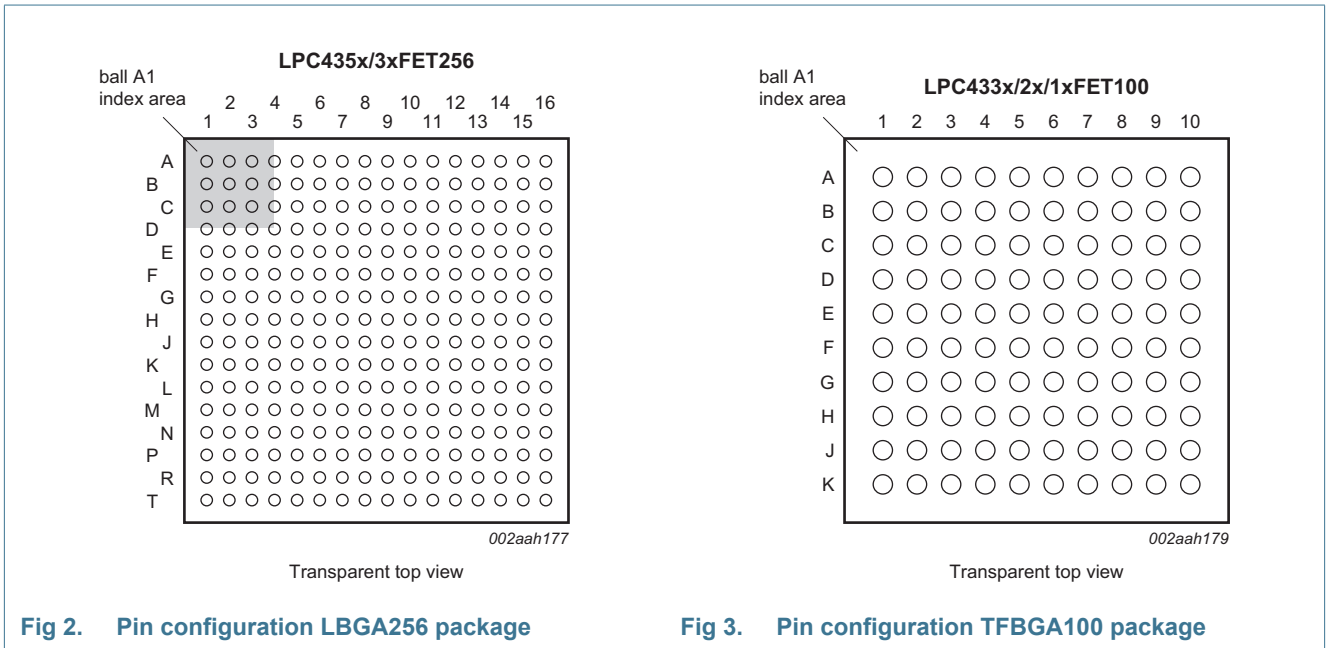 LPC435x/3xFET256
ball A1
index area
2 4 6 8 10 12 14 16
1 3 5 7 9 11 13 15
A
B
C
D
E
F
G
H
J
K
L
M
N
P
R
T
002aah177
Transparent top view
Fig 2. Pin configuration LBGA256 package
ball A1
index area
LPC433x/2x/1xFET100
1 2 3 4 5 6 7 8 9 10
A
B
C
D
E
F
G
H
J
K
002aah179
Transparent top view
Fig 3. Pin configuration TFBGA100 package